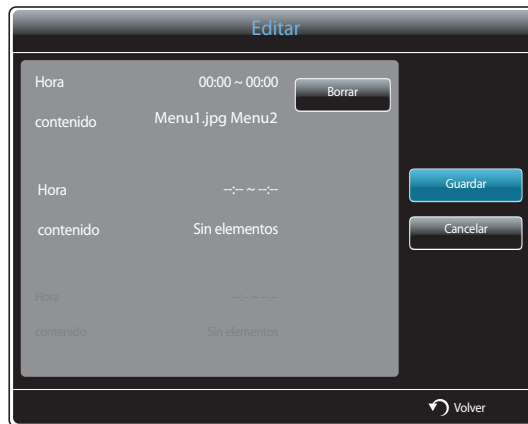 Editar
Hora 00:00 ~ 00:00
Borrar
contenido Menu1.jpg Menu2
Hora --:-- ~ --:--
Guardar
contenido Sin elementos
Cancelar
Hora --:-- ~ --:--
contenido Sin elementos
Volver